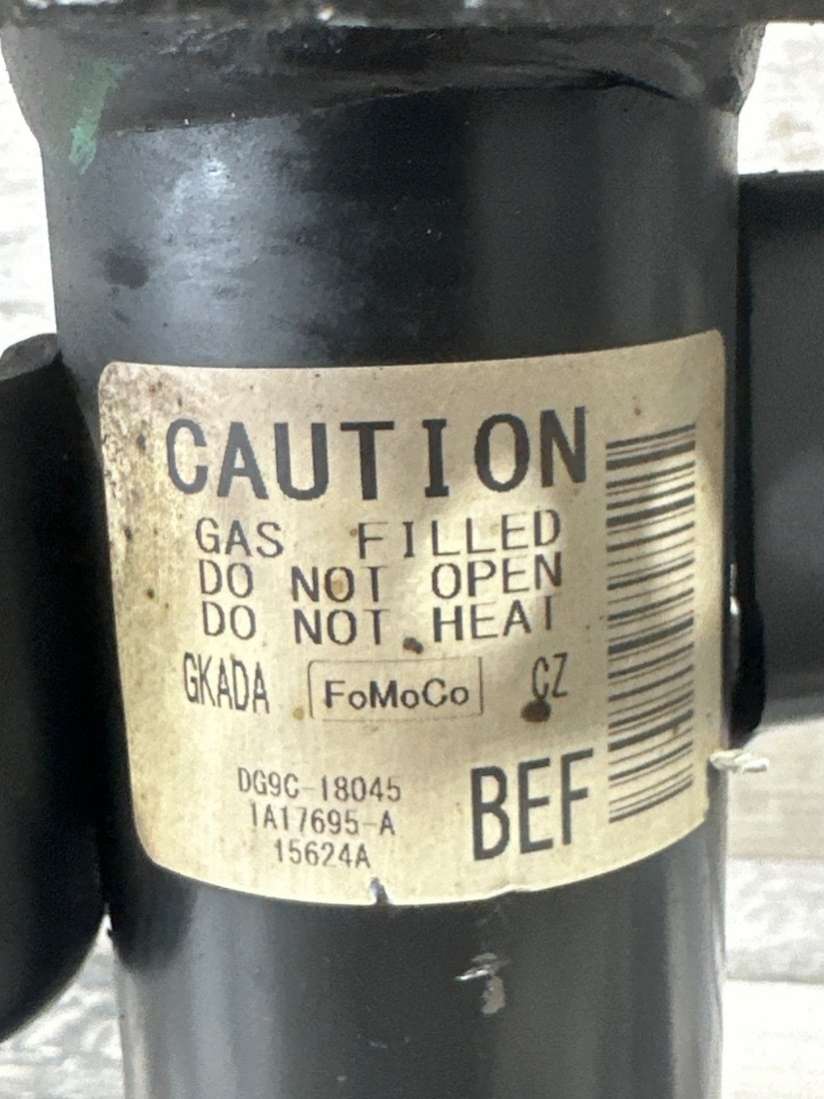 CAUTION
GAS FILLED
DO NOT OPEN
DO NOT HEAT
GKADA FoMoCo CZ
DG9C-18045
1A17695-A
15624A
BEF